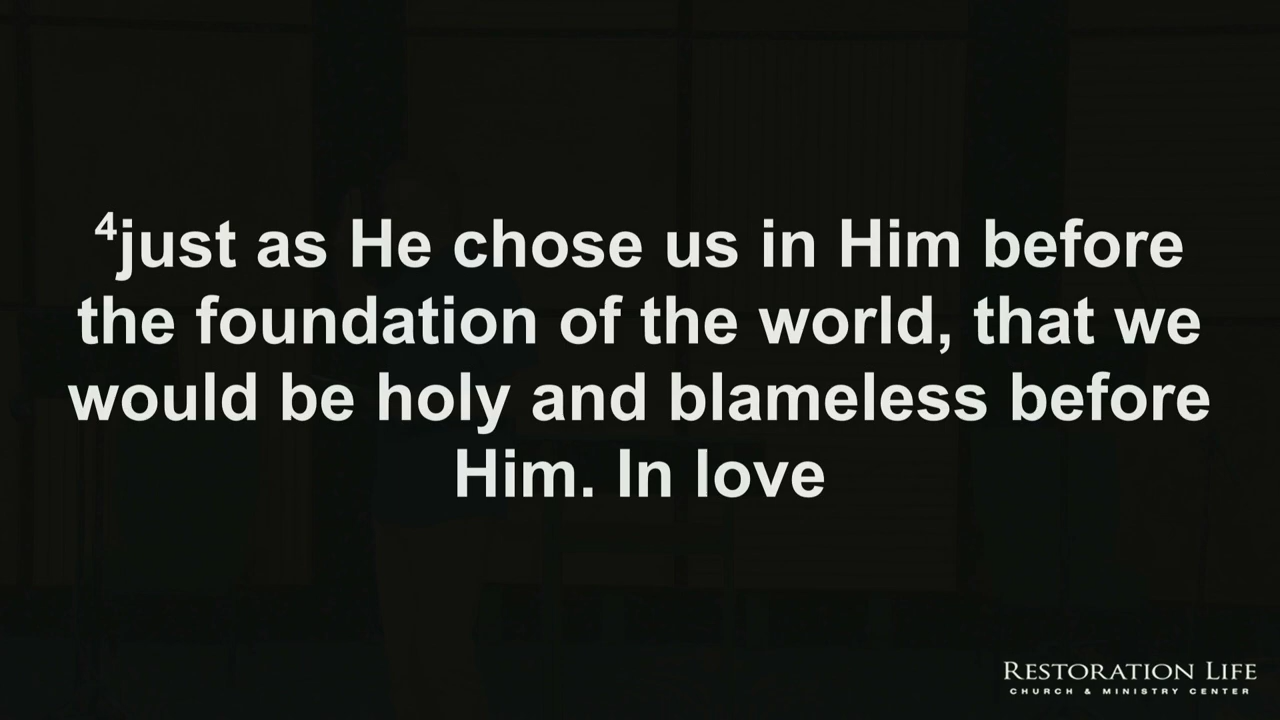 ⁴just as He chose us in Him before
the foundation of the world, that we
would be holy and blameless before
Him. In love
RESTORATION LIFE
CHURCH & MINISTRY CENTER